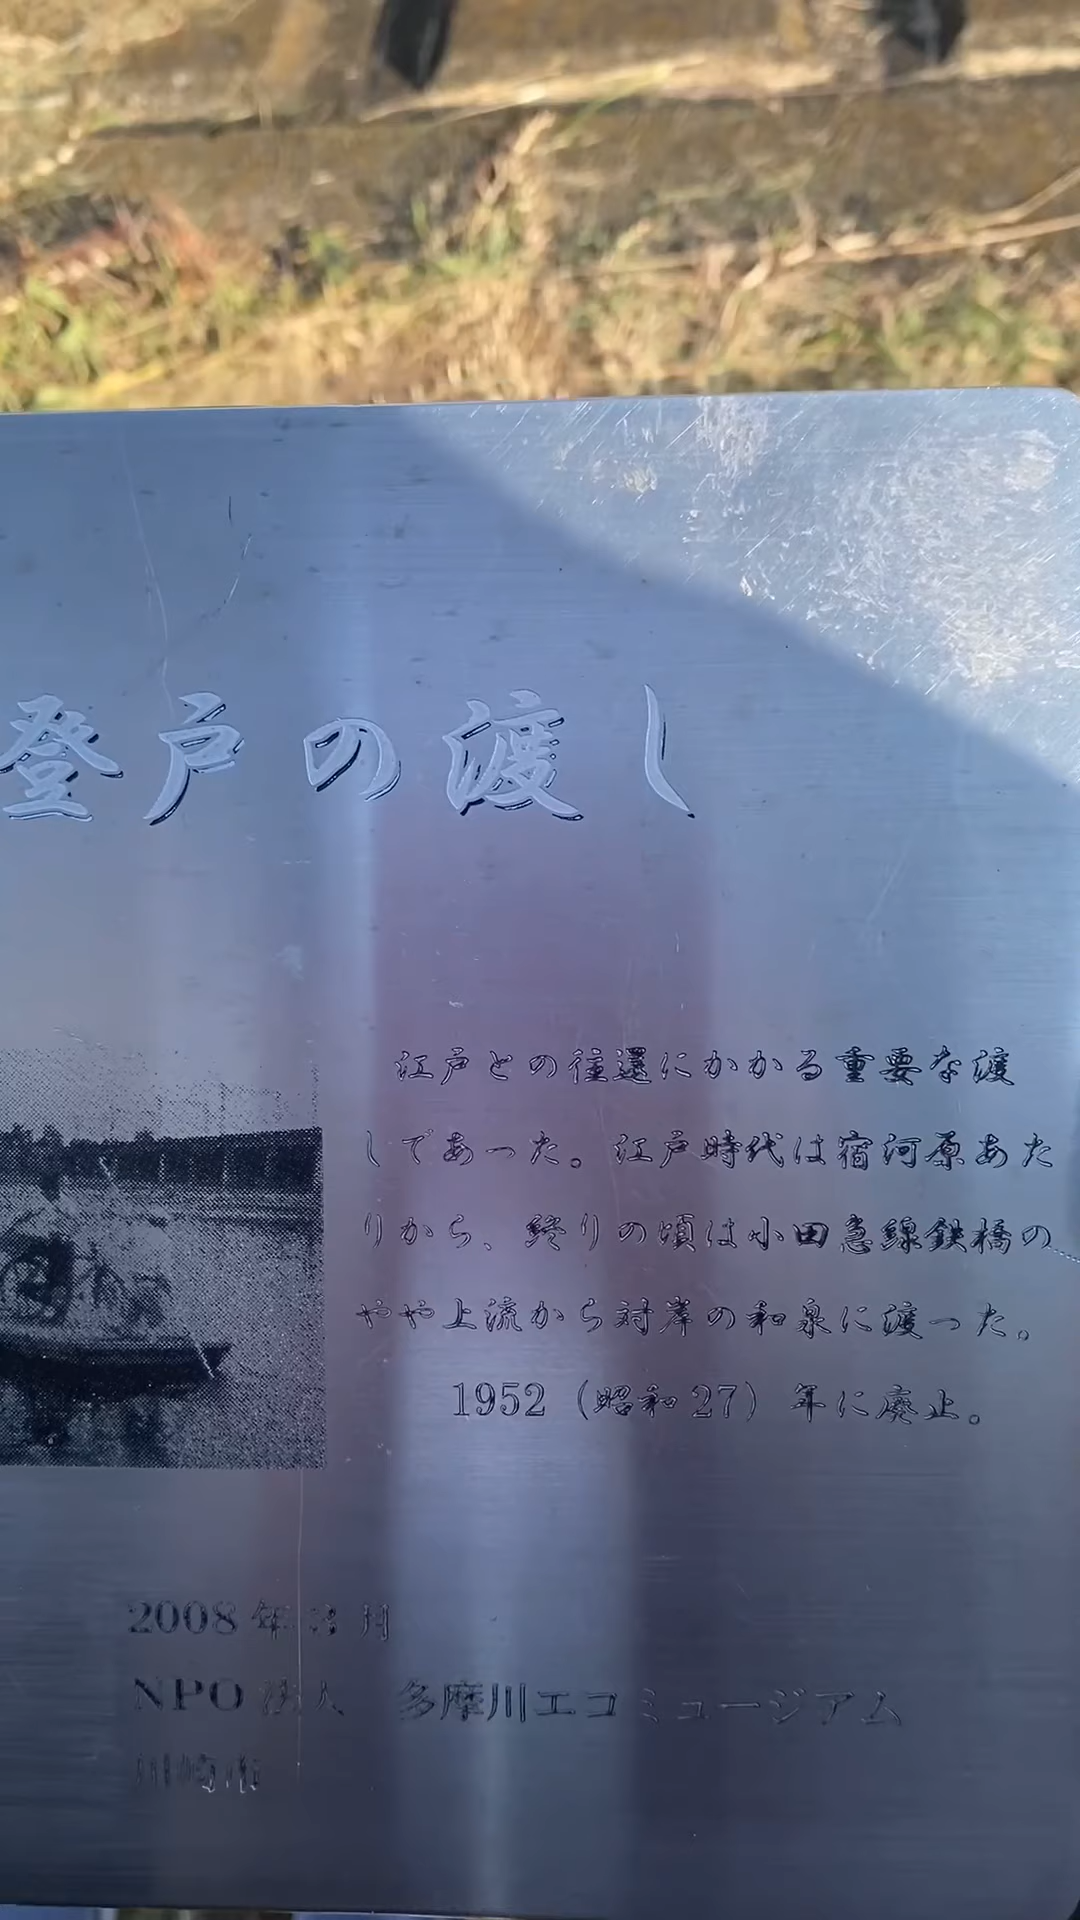 登戸の渡し
江戸との往還にかかる重要な渡
しであった。江戸時代は宿河原あた
りから、終りの頃は小田急線鉄橋の
やや上流から対岸の和泉に渡った。
1952（昭和27）年に廃止。
2008年3月
NPO法人　多摩川エコミュージアム
川崎市